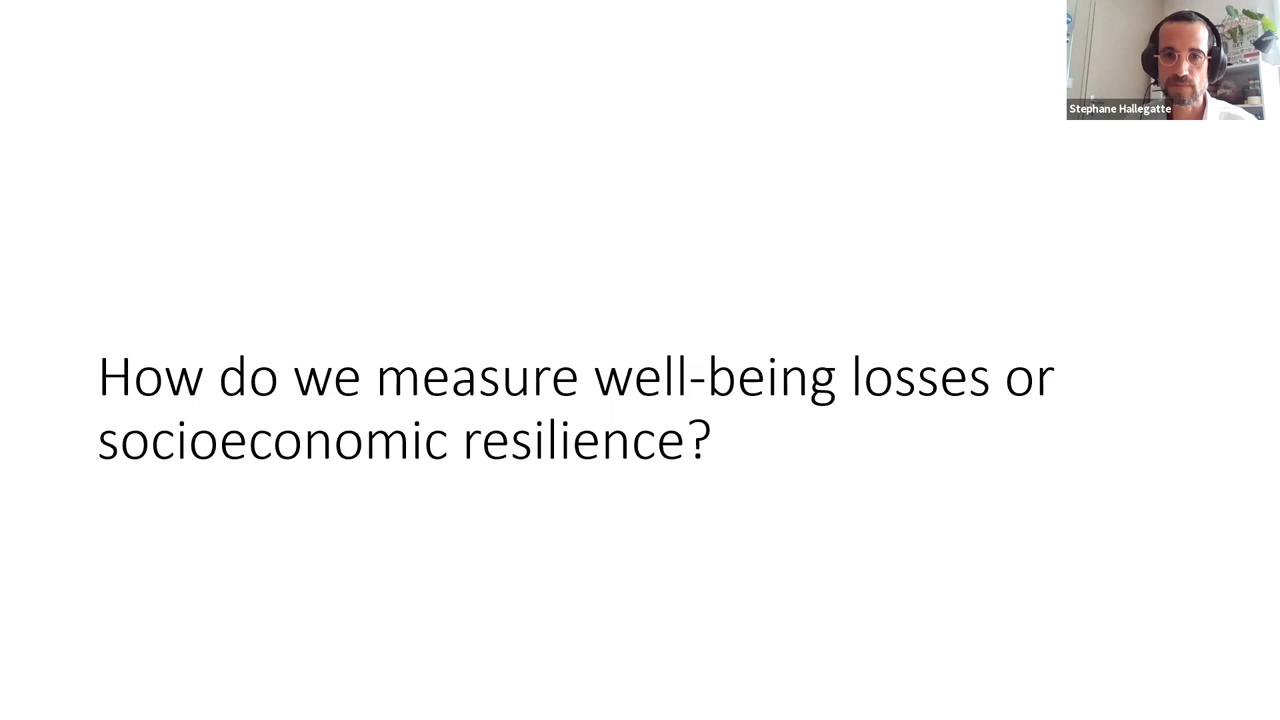 Stephane Hallegatte
How do we measure well-being losses or
socioeconomic resilience?